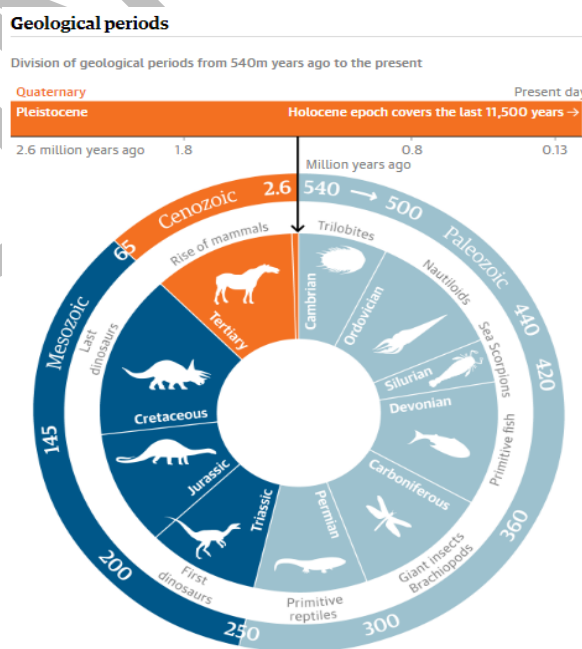 Geological periods
Division of geological periods from 540m years ago to the present
Quaternary
Present day
Pleistocene
Holocene epoch covers the last 11,500 years →
2.6 million years ago
1.8
0.8
0.13
Million years ago
Cenozoic
2.6
540 → 500
Paleozoic
440
420
360
300
250
200
145
Mesozoic
65
Rise of mammals
Trilobites
Nautiloids
Sea Scorpions
Primitive fish
Giant insects
Brachiopods
Primitive
reptiles
First
dinosaurs
Last
dinosaurs
Tertiary
Cambrian
Ordovician
Silurian
Devonian
Carboniferous
Permian
Triassic
Jurassic
Cretaceous